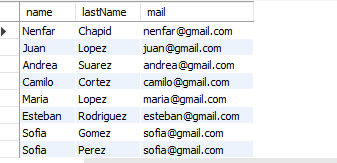 name lastName mail
Nenfar Chapid nenfar@gmail.com
Juan Lopez juan@gmail.com
Andrea Suarez andrea@gmail.com
Camilo Cortez camilo@gmail.com
Maria Lopez maria@gmail.com
Esteban Rodriguez esteban@gmail.com
Sofia Gomez sofia@gmail.com
Sofia Perez sofia@gmail.com